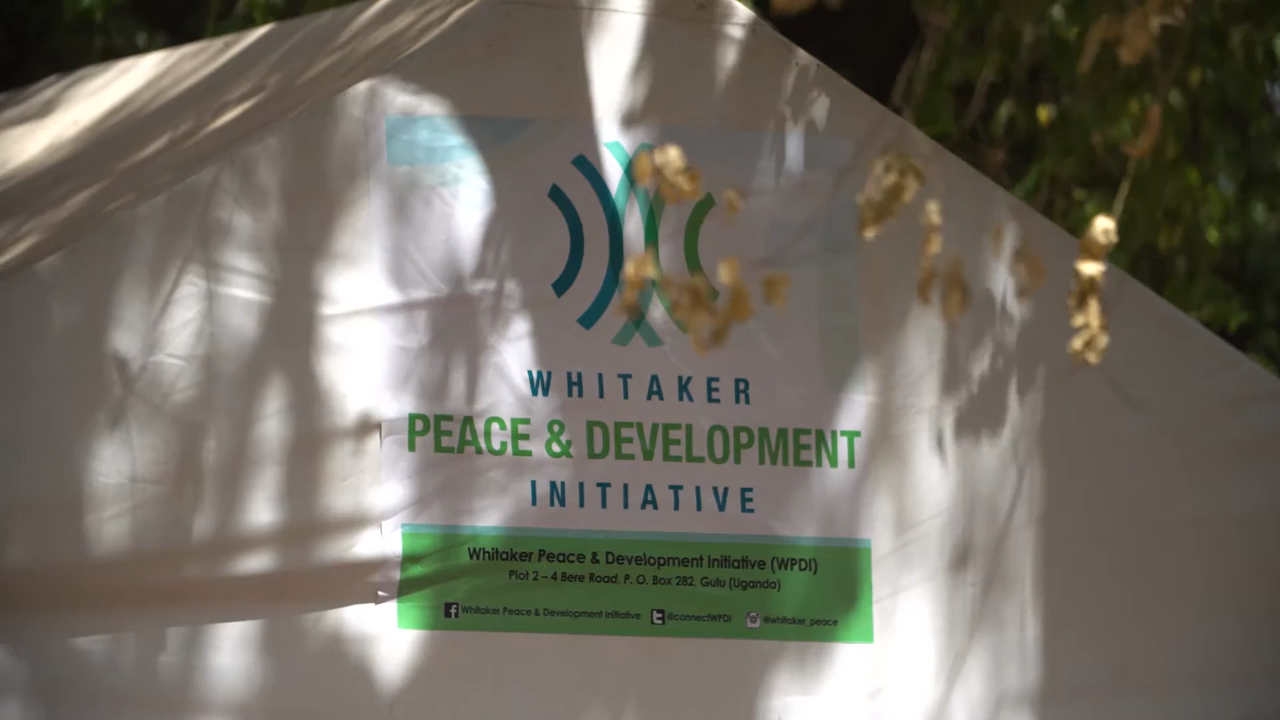 WHITAKER
PEACE & DEVELOPMENT
INITIATIVE
Whitaker Peace & Development Initiative (WPDI)
Plot 2 – 4 Bere Road, P. O. Box 282, Gulu (Uganda)
Whitaker Peace & Development Initiative @connectWPDI @whitaker_peace